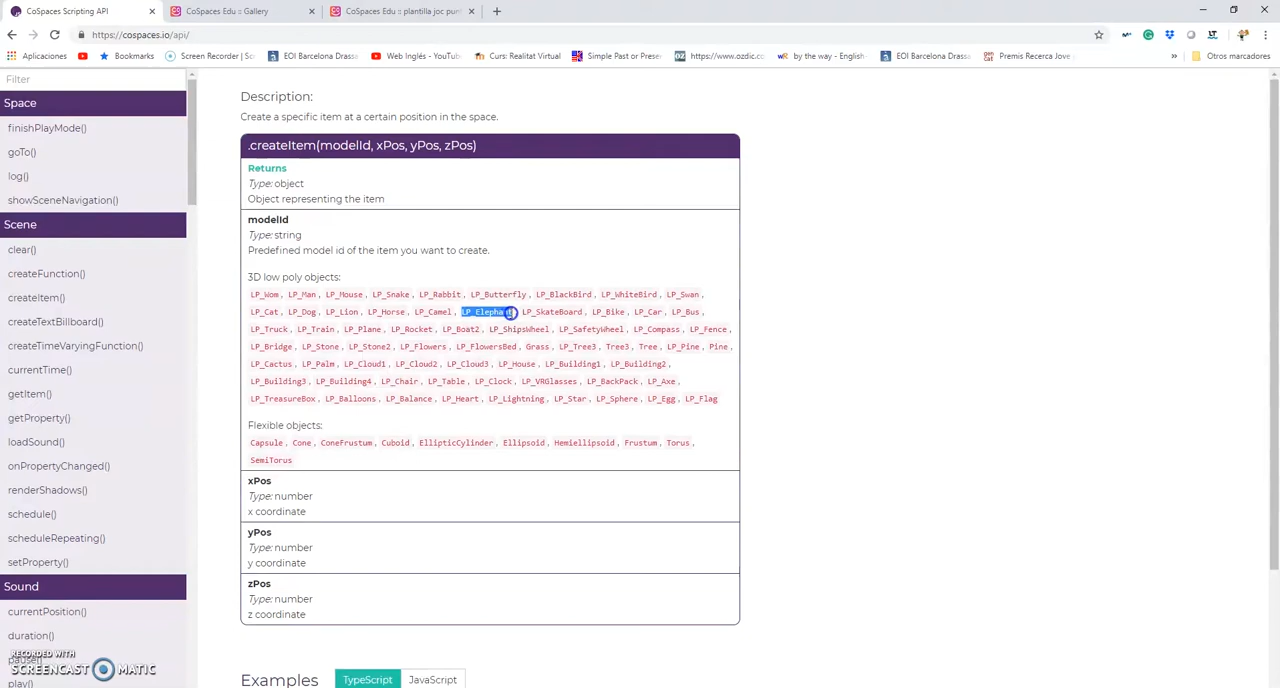 CoSpaces Scripting API
CoSpaces Edu :: Gallery
CoSpaces Edu :: plantilla joc punt
https://cospaces.io/api/
Aplicaciones
Bookmarks
Screen Recorder | Sc
EOI Barcelona Drass
Web Inglés - YouTub
Curs: Realitat Virtual
Simple Past or Prese
https://www.ozdic.co
by the way - English
EOI Barcelona Drass
Premis Recerca Jove
»
Otros marcadores
Filter
Space
finishPlayMode()
goTo()
log()
showSceneNavigation()
Scene
clear()
createFunction()
createItem()
createTextBillboard()
createTimeVaryingFunction()
currentTime()
getItem()
getProperty()
loadSound()
onPropertyChanged()
renderShadows()
schedule()
scheduleRepeating()
setProperty()
Sound
currentPosition()
duration()
pause()
play()
RECORDED WITH
SCREENCAST MATIC
Description:
Create a specific item at a certain position in the space.
.createItem(modelId, xPos, yPos, zPos)
Returns
Type: object
Object representing the item
modelId
Type: string
Predefined model id of the item you want to create.
3D low poly objects:
LP_Wom, LP_Man, LP_Mouse, LP_Snake, LP_Rabbit, LP_Butterfly, LP_BlackBird, LP_WhiteBird, LP_Swan,
LP_Cat, LP_Dog, LP_Lion, LP_Horse, LP_Camel, LP_Elephant, LP_SkateBoard, LP_Bike, LP_Car, LP_Bus,
LP_Truck, LP_Train, LP_Plane, LP_Rocket, LP_Boat2, LP_ShipsWheel, LP_SafetyWheel, LP_Compass, LP_Fence,
LP_Bridge, LP_Stone, LP_Stone2, LP_Flowers, LP_FlowersBed, Grass, LP_Tree3, Tree3, Tree, LP_Pine, Pine,
LP_Cactus, LP_Palm, LP_Cloud1, LP_Cloud2, LP_Cloud3, LP_House, LP_Building1, LP_Building2,
LP_Building3, LP_Building4, LP_Chair, LP_Table, LP_Clock, LP_VRGlasses, LP_BackPack, LP_Axe,
LP_TreasureBox, LP_Balloons, LP_Balance, LP_Heart, LP_Lightning, LP_Star, LP_Sphere, LP_Egg, LP_Flag
Flexible objects:
Capsule, Cone, ConeFrustum, Cuboid, EllipticCylinder, Ellipsoid, Hemiellipsoid, Frustum, Torus,
SemiTorus
xPos
Type: number
x coordinate
yPos
Type: number
y coordinate
zPos
Type: number
z coordinate
Examples
TypeScript
JavaScript